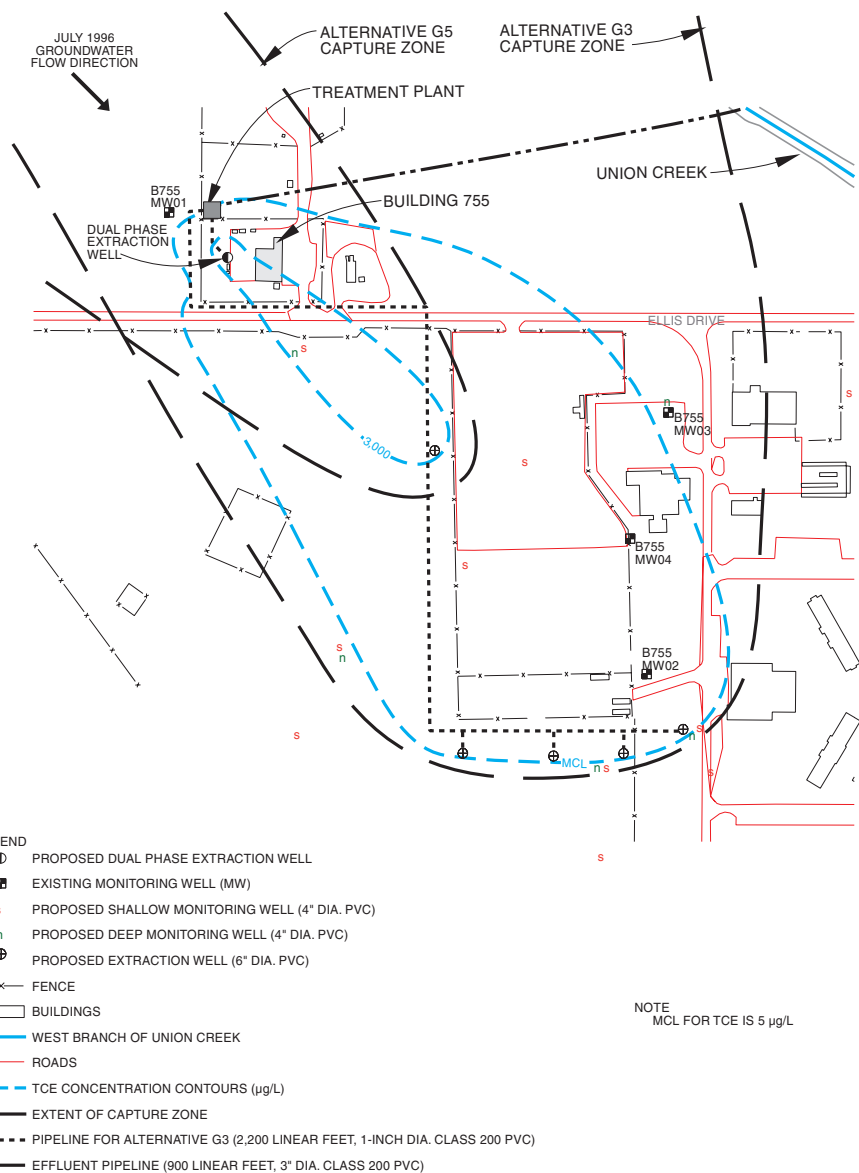 ALTERNATIVE G5
CAPTURE ZONE
ALTERNATIVE G3
CAPTURE ZONE
JULY 1996
GROUNDWATER
FLOW DIRECTION
TREATMENT PLANT
UNION CREEK
B755
MW01
BUILDING 755
DUAL PHASE
EXTRACTION
WELL
ELLIS DRIVE
s
n
s
n
B755
MW03
3,000
s
B755
MW04
s
s
n
B755
MW02
s
s
n
MCL
n s
s
s
END
PROPOSED DUAL PHASE EXTRACTION WELL
EXISTING MONITORING WELL (MW)
s PROPOSED SHALLOW MONITORING WELL (4" DIA. PVC)
n PROPOSED DEEP MONITORING WELL (4" DIA. PVC)
PROPOSED EXTRACTION WELL (6" DIA. PVC)
x FENCE
BUILDINGS
NOTE
MCL FOR TCE IS 5 µg/L
WEST BRANCH OF UNION CREEK
ROADS
TCE CONCENTRATION CONTOURS (µg/L)
EXTENT OF CAPTURE ZONE
PIPELINE FOR ALTERNATIVE G3 (2,200 LINEAR FEET, 1-INCH DIA. CLASS 200 PVC)
EFFLUENT PIPELINE (900 LINEAR FEET, 3" DIA. CLASS 200 PVC)